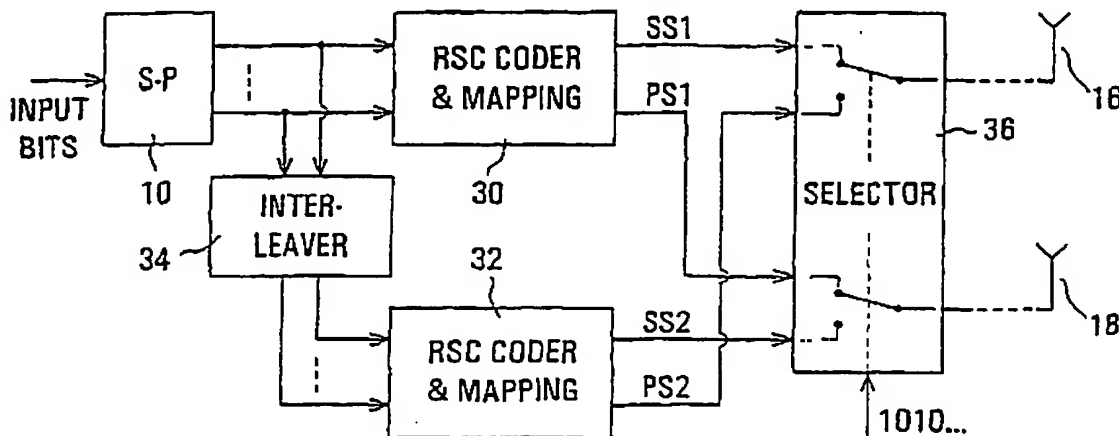 INPUT
BITS
S-P
10
RSC CODER
& MAPPING
30
SS1
PS1
INTER-
LEAVER
34
32
RSC CODER
& MAPPING
SS2
PS2
SELECTOR
36
1010...
16
18